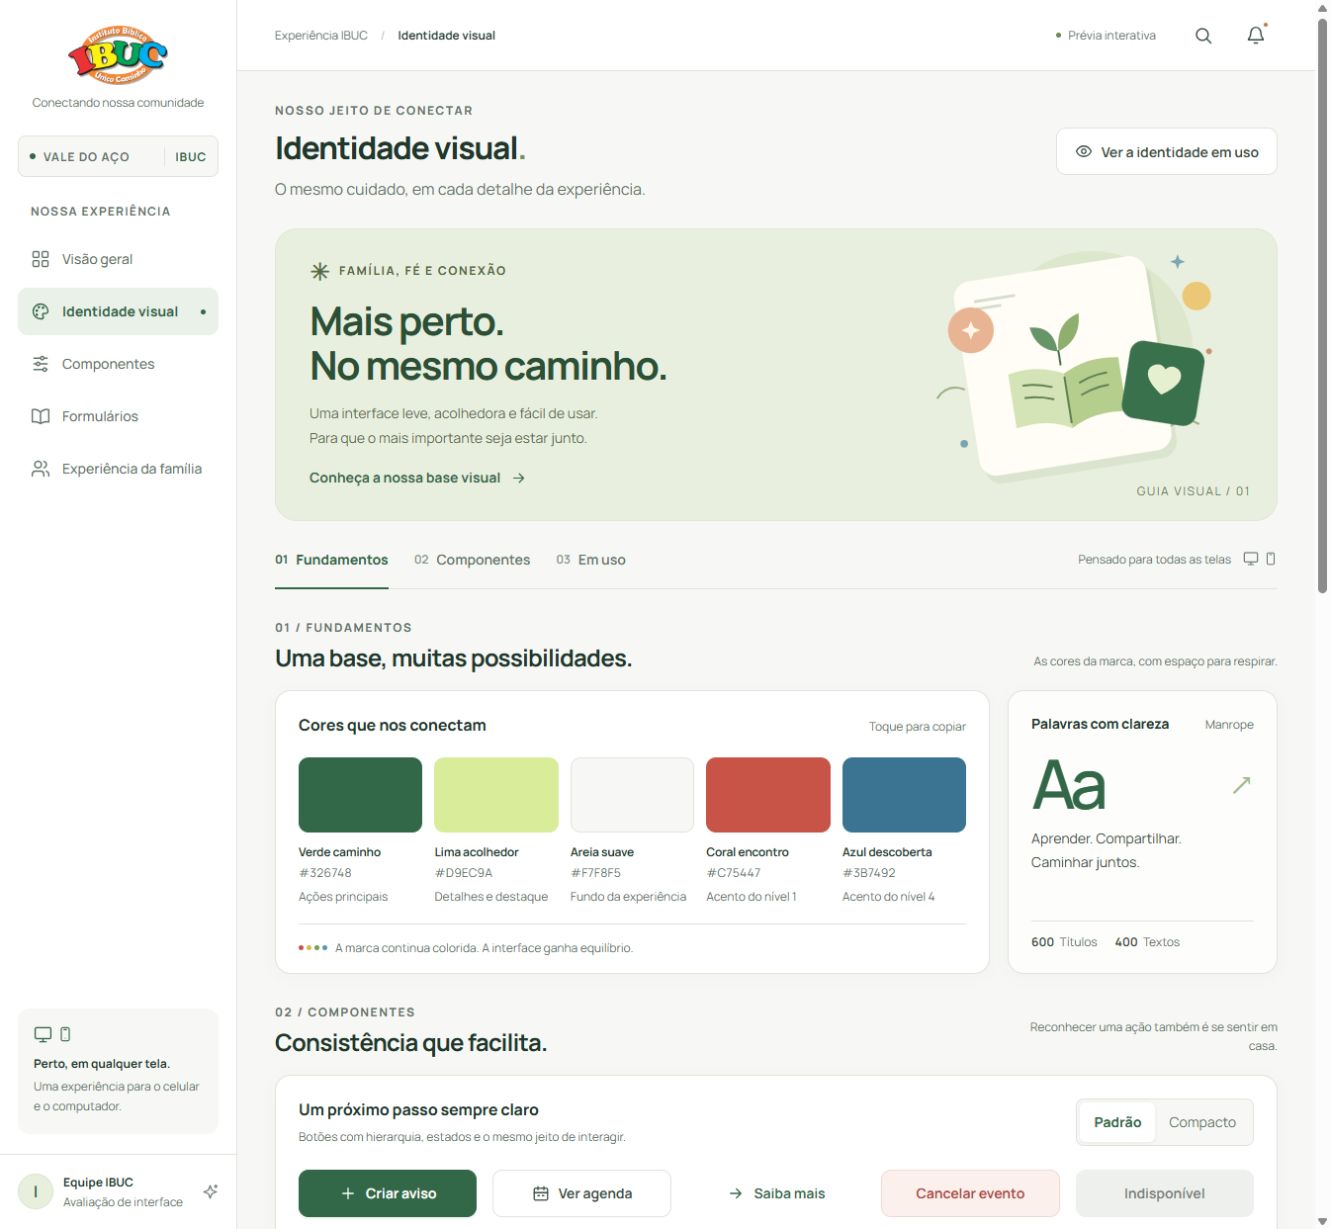 Instituto Bíblico
IBUC
Único Caminho
Conectando nossa comunidade
VALE DO AÇO IBUC
NOSSA EXPERIÊNCIA
Visão geral
Identidade visual
Componentes
Formulários
Experiência da família
Perto, em qualquer tela.
Uma experiência para o celular
e o computador.
I
Equipe IBUC
Avaliação de interface
Experiência IBUC / Identidade visual
Prévia interativa
NOSSO JEITO DE CONECTAR
Identidade visual.
O mesmo cuidado, em cada detalhe da experiência.
Ver a identidade em uso
FAMÍLIA, FÉ E CONEXÃO
Mais perto.
No mesmo caminho.
Uma interface leve, acolhedora e fácil de usar.
Para que o mais importante seja estar junto.
Conheça a nossa base visual →
GUIA VISUAL / 01
01 Fundamentos 02 Componentes 03 Em uso
Pensado para todas as telas
01 / FUNDAMENTOS
Uma base, muitas possibilidades.
As cores da marca, com espaço para respirar.
Cores que nos conectam
Toque para copiar
Verde caminho
#326748
Ações principais
Lima acolhedor
#D9EC9A
Detalhes e destaque
Areia suave
#F7F8F5
Fundo da experiência
Coral encontro
#C75447
Acento do nível 1
Azul descoberta
#3B7492
Acento do nível 4
A marca continua colorida. A interface ganha equilíbrio.
Palavras com clareza
Manrope
Aa
Aprender. Compartilhar.
Caminhar juntos.
600 Títulos 400 Textos
02 / COMPONENTES
Consistência que facilita.
Reconhecer uma ação também é se sentir em
casa.
Um próximo passo sempre claro
Botões com hierarquia, estados e o mesmo jeito de interagir.
Padrão Compacto
+ Criar aviso
Ver agenda
→ Saiba mais
Cancelar evento
Indisponível